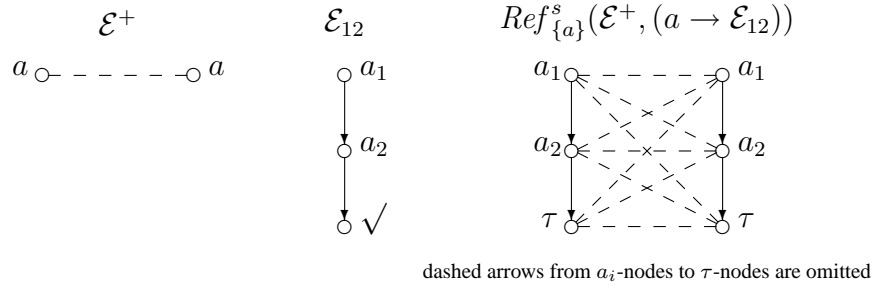 ℰ⁺ ℰ₁₂ Ref^s_{a}(ℰ⁺, (a → ℰ₁₂))
a a a₁ a₁ a₁
a₂ a₂ a₂
√ τ τ
dashed arrows from aᵢ-nodes to τ-nodes are omitted